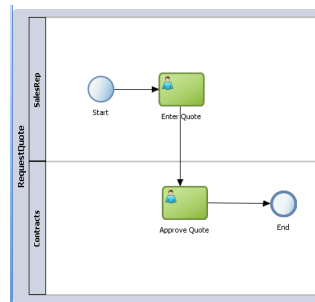 RequestQuote
SalesRep
Start
Enter Quote
Contracts
Approve Quote
End